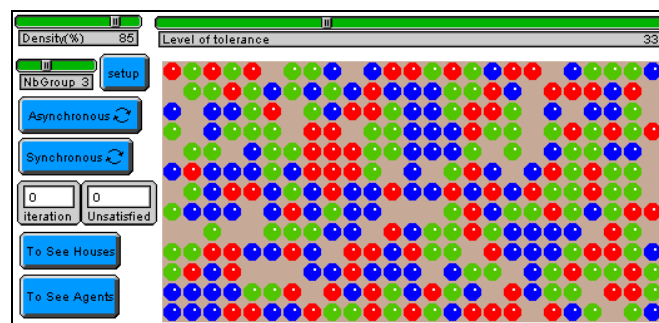 Density(%) 85
Level of tolerance 33
NbGroup 3
setup
Asynchronous
Synchronous
0 0
iteration Unsatisfied
To See Houses
To See Agents